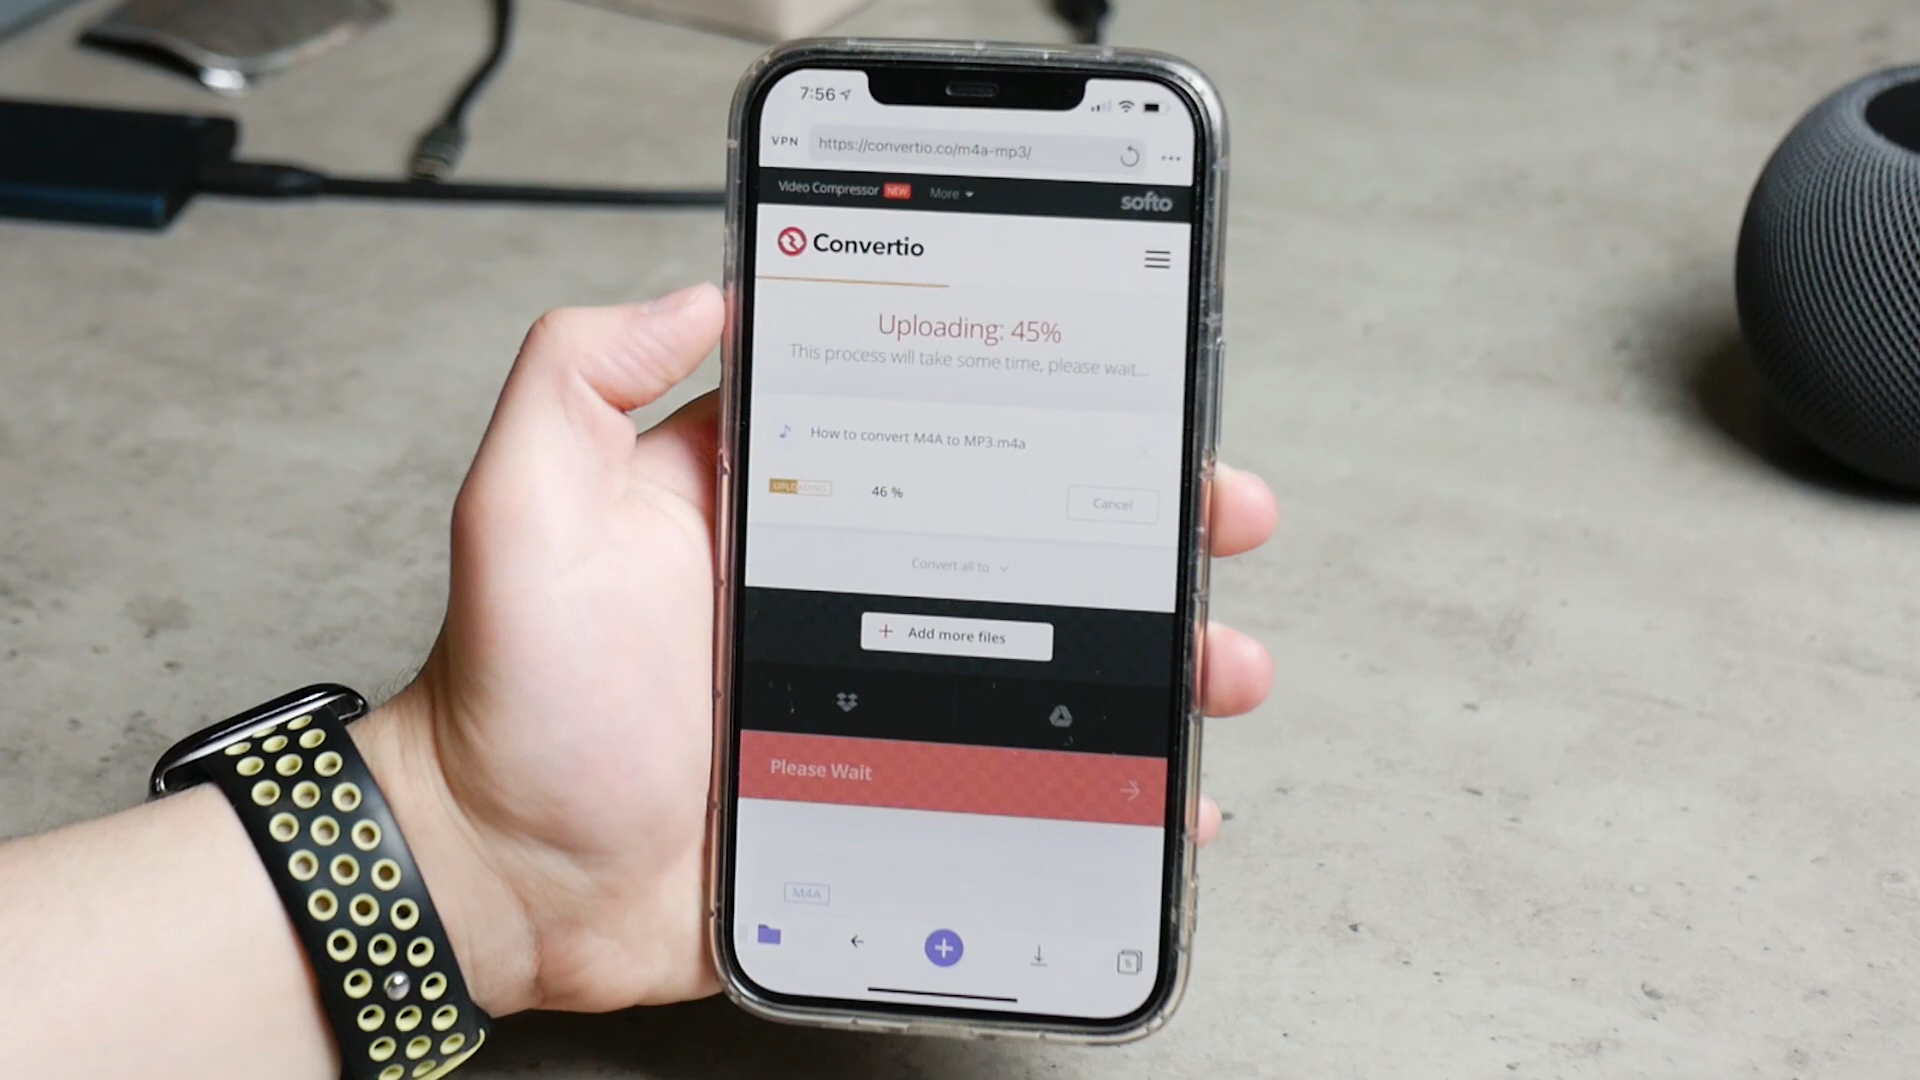 7:56
VPN https://convertio.co/m4a-mp3/
Video Compressor NEW More softo
Convertio
Uploading: 45%
This process will take some time, please wait...
How to convert M4A to MP3.m4a
UPLOADING 46 % Cancel
Convert all to
+ Add more files
Please Wait
M4A
5